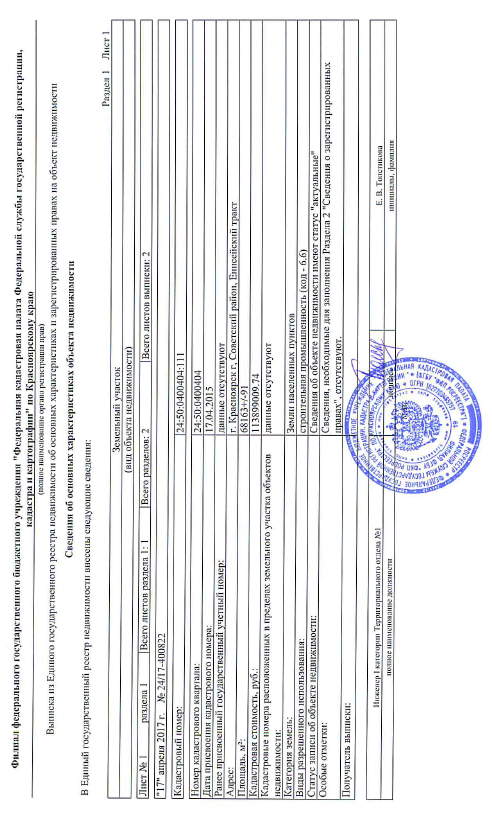 Филиал федерального государственного бюджетного учреждения "Федеральная кадастровая палата Федеральной службы государственной регистрации,
кадастра и картографии" по Красноярскому краю
(полное наименование органа регистрации прав)
Выписка из Единого государственного реестра недвижимости об основных характеристиках и зарегистрированных правах на объект недвижимости
Сведения об основных характеристиках объекта недвижимости
В Единый государственный реестр недвижимости внесены следующие сведения:
Раздел 1 Лист 1
Земельный участок
(вид объекта недвижимости)
Лист № 1 раздела 1 Всего листов раздела 1: 1 Всего разделов: 2 Всего листов выписки: 2
"17" апреля 2017 г. № 24/17-400822
Кадастровый номер: 24:50:0400404:111
Номер кадастрового квартала: 24:50:0400404
Дата присвоения кадастрового номера: 17.04.2015
Ранее присвоенный государственный учетный номер: данные отсутствуют
Адрес: г. Красноярск г, Советский район, Енисейский тракт
Площадь, м²: 68163+/-91
Кадастровая стоимость, руб.: 113899009.74
Кадастровые номера расположенных в пределах земельного участка объектов недвижимости: данные отсутствуют
Категория земель: Земли населенных пунктов
Виды разрешенного использования: строительная промышленность (код - 6,6)
Статус записи об объекте недвижимости: Сведения об объекте недвижимости имеют статус "актуальные"
Особые отметки: Сведения, необходимые для заполнения Раздела 2 "Сведения о зарегистрированных
правах", отсутствуют.
Получатель выписки:
Инженер I категории Территориального отдела №1 Е. В. Толстикова
полное наименование должности инициалы, фамилия